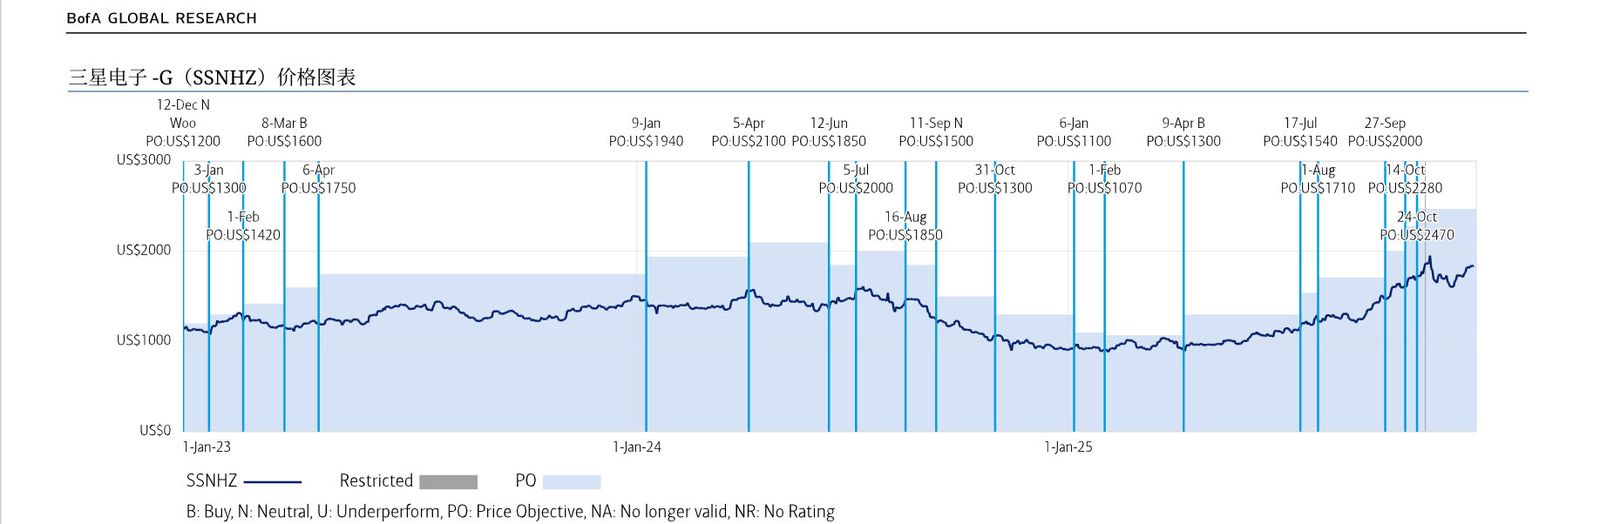 BofA GLOBAL RESEARCH
三星电子 -G（SSNHZ）价格图表
12-Dec N
Woo 8-Mar B 9-Jan 5-Apr 12-Jun 11-Sep N 6-Jan 9-Apr B 17-Jul 27-Sep
PO:US$1200 PO:US$1600 PO:US$1940 PO:US$2100 PO:US$1850 PO:US$1500 PO:US$1100 PO:US$1300 PO:US$1540 PO:US$2000
US$3000
3-Jan 6-Apr 5-Jul 31-Oct 1-Feb 1-Aug 14-Oct
PO:US$1300 PO:US$1750 PO:US$2000 PO:US$1300 PO:US$1070 PO:US$1710 PO:US$2280
1-Feb 16-Aug 24-Oct
PO:US$1420 PO:US$1850 PO:US$2470
US$2000
US$1000
US$0
1-Jan-23 1-Jan-24 1-Jan-25
SSNHZ Restricted PO
B: Buy, N: Neutral, U: Underperform, PO: Price Objective, NA: No longer valid, NR: No Rating